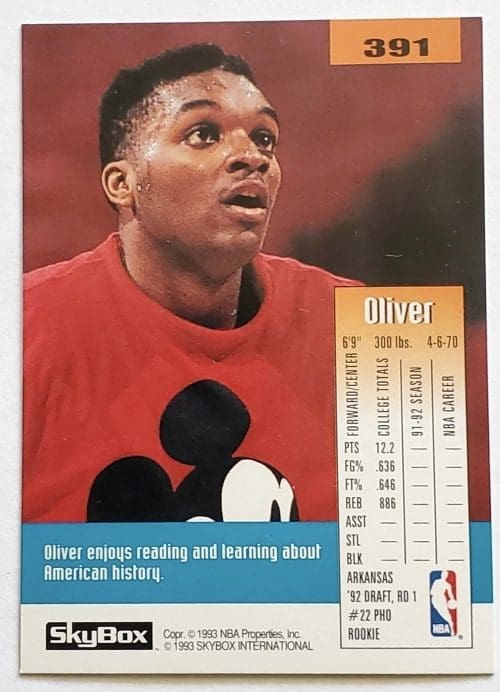 391
Oliver
6'9" 300 lbs. 4-6-70
FORWARD/CENTER
COLLEGE TOTALS
91-92 SEASON
NBA CAREER
PTS 12.2 — —
FG% .636 — —
FT% .646 — —
REB 886 — —
ASST — — —
STL — — —
BLK — — —
ARKANSAS
'92 DRAFT, RD 1
#22 PHO
ROOKIE
NBA
®
Oliver enjoys reading and learning about
American history.
SkyBox™
Copr. © 1993 NBA Properties, Inc.
© 1993 SKYBOX INTERNATIONAL